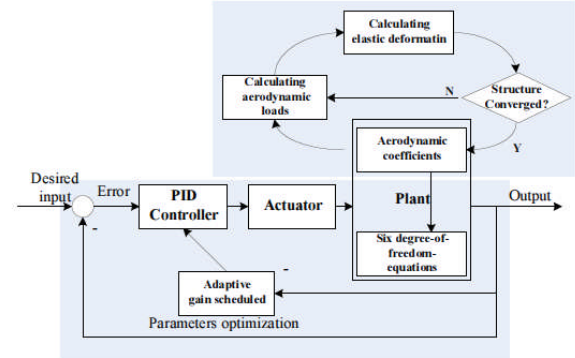 Calculating
elastic deformatin
Calculating
aerodynamic
loads
N
Structure
Converged?
Y
Aerodynamic
coefficients
Desired
input
Error
-
PID
Controller
Actuator
Plant
Output
Six degree-of-
freedom-
equations
-
Adaptive
gain scheduled
Parameters optimization